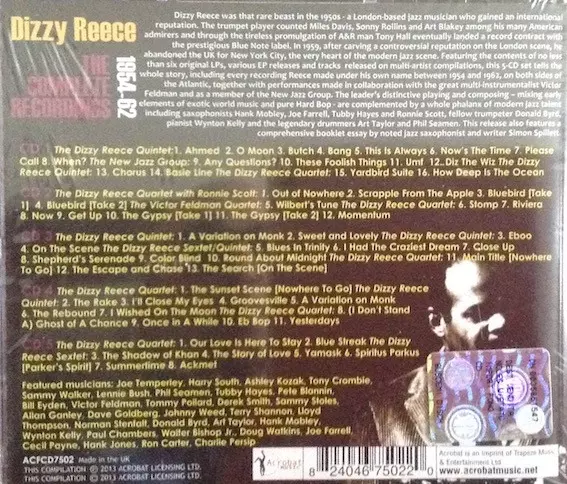 Dizzy Reece
THE
COMPLETE
RECORDINGS
1954-62
Dizzy Reece was that rare beast in the 1950s - a London-based jazz musician who gained an international
reputation. The trumpet player counted Miles Davis, Sonny Rollins and Art Blakey among his many
admirers and through the tireless promulgation of A&R man Tony Hall eventually landed a record contract with
the prestigious Blue Note label. In 1959, after carving a controversial reputation on the London scene, he
abandoned the UK for New York City, the very heart of the modern jazz scene. Featuring the contents of no less
than six original LPs, various EP releases and tracks released on multi-artist compilations, this 5-CD set tells the
whole story, including every recording Reece made under his own name between 1954 and 1962, on both sides of
the Atlantic, together with performances made in collaboration with the great multi-instrumentalist Victor
Feldman and as a member of the New Jazz Group. The leader's distinctive playing and composing - mixing early
elements of exotic world music and pure Hard Bop - are complemented by a whole phalanx of modern jazz talent
including saxophonists Hank Mobley, Joe Farrell, Tubby Hayes and Ronnie Scott, fellow trumpeter Donald Byrd,
pianist Wynton Kelly and the legendary drummers Art Taylor and Phil Seamen. This release also features a
comprehensive booklet essay by noted jazz saxophonist and writer Simon Spillett.
CD 1 The Dizzy Reece Quintet: 1. Ahmed 2. O Moon 3. Butch 4. Bang 5. This Is Always 6. Now's The Time 7. Please
Call 8. When? The New Jazz Group: 9. Any Questions? 10. These Foolish Things 11. Umf 12. Diz The Wiz The Dizzy
Reece Quintet: 13. Chorus 14. Basie Line The Dizzy Reece Quartet: 15. Yardbird Suite 16. How Deep Is The Ocean
CD 2 The Dizzy Reece Quartet with Ronnie Scott: 1. Out of Nowhere 2. Scrapple From The Apple 3. Bluebird [Take
1] 4. Bluebird [Take 2] The Victor Feldman Quartet: 5. Wilbert's Tune The Dizzy Reece Quartet: 6. Stomp 7. Riviera
8. Now 9. Get Up 10. The Gypsy [Take 1] 11. The Gypsy [Take 2] 12. Momentum
CD 3 The Dizzy Reece Quintet: 1. A Variation on Monk 2. Sweet and Lovely The Dizzy Reece Quintet: 3. Eboo
4. On The Scene The Dizzy Reece Sextet/Quintet: 5. Blues In Trinity 6. I Had The Craziest Dream 7. Close Up
8. Shepherd's Serenade 9. Color Blind 10. Round About Midnight The Dizzy Reece Quartet: 11. Main Title [Nowhere
To Go] 12. The Escape and Chase 13. The Search [On The Scene]
CD 4 The Dizzy Reece Quartet: 1. The Sunset Scene [Nowhere To Go] The Dizzy Reece
Quintet: 2. The Rake 3. I'll Close My Eyes 4. Groovesville 5. A Variation on Monk
6. The Rebound 7. I Wished On The Moon The Dizzy Reece Quartet: 8. (I Don't Stand
A) Ghost of A Chance 9. Once in A While 10. Eb Bop 11. Yesterdays
CD 5 The Dizzy Reece Quartet: 1. Our Love Is Here To Stay 2. Blue Streak The Dizzy
Reece Sextet: 3. The Shadow of Khan 4. The Story of Love 5. Yamask 6. Spiritus Parkus
[Parker's Spirit] 7. Summertime 8. Ackmet
Featured musicians: Joe Temperley, Harry South, Ashley Kozak, Tony Crombie,
Sammy Walker, Lennie Bush, Phil Seamen, Tubby Hayes, Pete Blannin,
Bill Eyden, Victor Feldman, Tommy Pollard, Derek Smith, Sammy Stokes,
Allan Ganley, Dave Goldberg, Johnny Weed, Terry Shannon, Lloyd
Thompson, Norman Stenfalt, Donald Byrd, Art Taylor, Hank Mobley,
Wynton Kelly, Paul Chambers, Walter Bishop Jr., Doug Watkins, Joe Farrell,
Cecil Payne, Hank Jones, Ron Carter, Charlie Persip
ACFCD7502 Made in the UK
THIS COMPILATION ℗ 2013 ACROBAT LICENSING LTD.
THIS COMPILATION © 2013 ACROBAT LICENSING LTD.
Acrobat
8 24046 75022 0
Acrobat is an imprint of Trapeze Music
& Entertainment Ltd
www.acrobatmusic.net